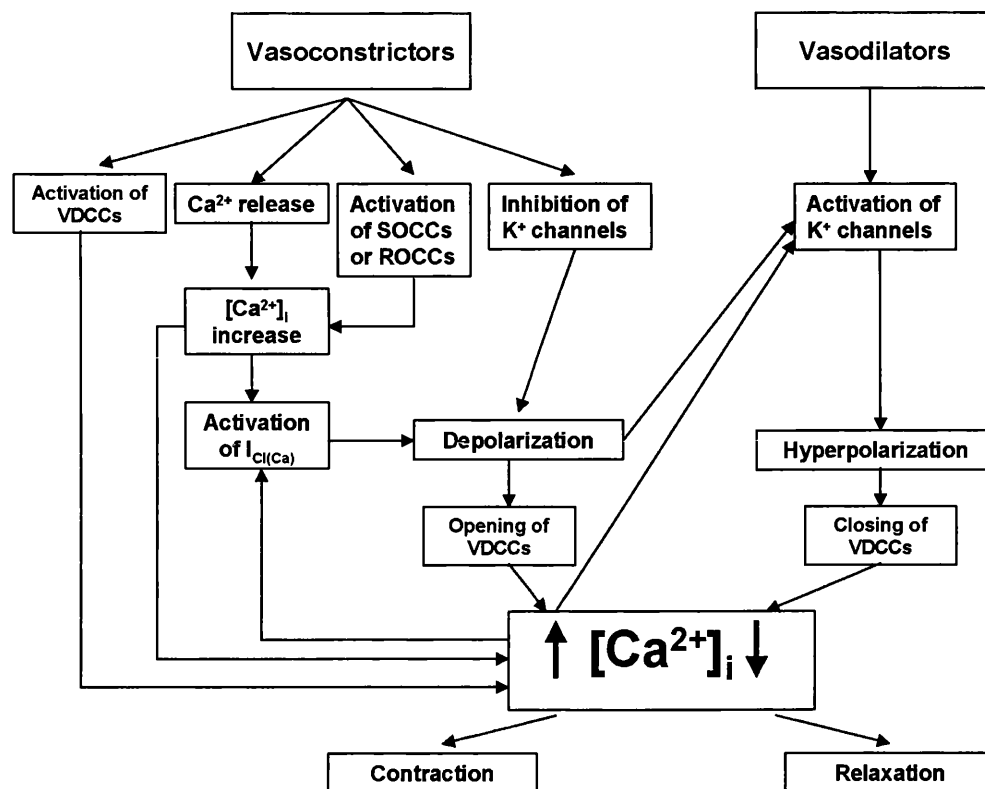 Vasoconstrictors
Vasodilators
Activation of
VDCCs
Ca²⁺ release
Activation
of SOCCs
or ROCCs
Inhibition of
K⁺ channels
Activation of
K⁺ channels
[Ca²⁺]ᵢ
increase
Activation
of I_Cl(Ca)
Depolarization
Hyperpolarization
Opening of
VDCCs
Closing of
VDCCs
↑ [Ca²⁺]ᵢ ↓
Contraction
Relaxation